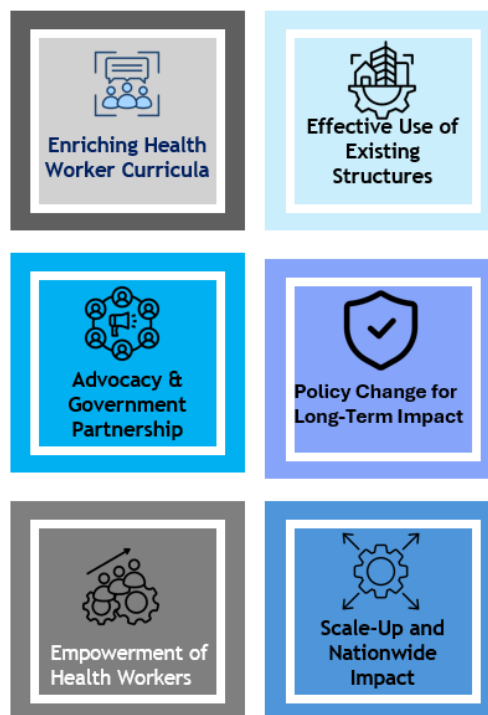 Enriching Health
Worker Curricula
Effective Use of
Existing
Structures
Advocacy &
Government
Partnership
Policy Change for
Long-Term Impact
Empowerment of
Health Workers
Scale-Up and
Nationwide
Impact